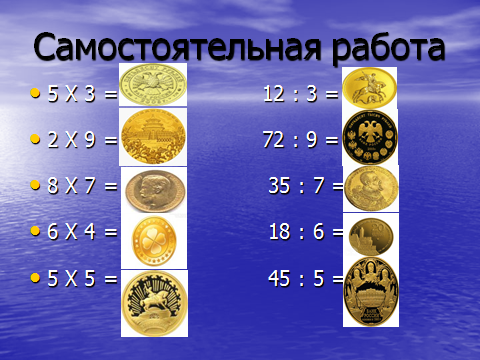 Самостоятельная работа
5 X 3 = 12 : 3 =
2 X 9 = 72 : 9 =
8 X 7 = 35 : 7 =
6 X 4 = 18 : 6 =
5 X 5 = 45 : 5 =